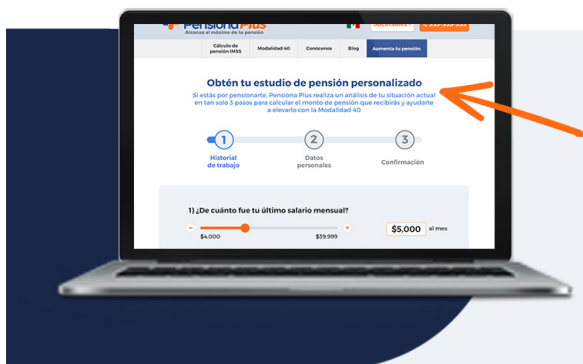 Pensiona Plus
Alcanza el máximo de tu pensión
Sucursales
Cálculo de
pensión IMSS
Modalidad 40
Conócenos
Blog
Aumenta tu pensión
Obtén tu estudio de pensión personalizado
Si estás por pensionarte, Pensiona Plus realiza un análisis de tu situación actual
en tan solo 3 pasos para calcular el monto de pensión que recibirás y ayudarte
a elevarlo con la Modalidad 40
1
2
3
Historial
de trabajo
Datos
personales
Confirmación
1) ¿De cuánto fue tu último salario mensual?
$4,000
$39,999
$5,000 al mes